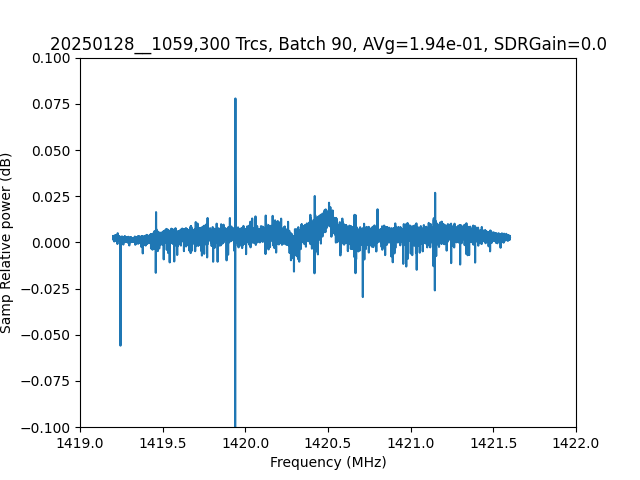 20250128__1059,300 Trcs, Batch 90, AVg=1.94e-01, SDRGain=0.0
0.100
0.075
0.050
0.025
0.000
−0.025
−0.050
−0.075
−0.100
Samp Relative power (dB)
1419.0 1419.5 1420.0 1420.5 1421.0 1421.5 1422.0
Frequency (MHz)